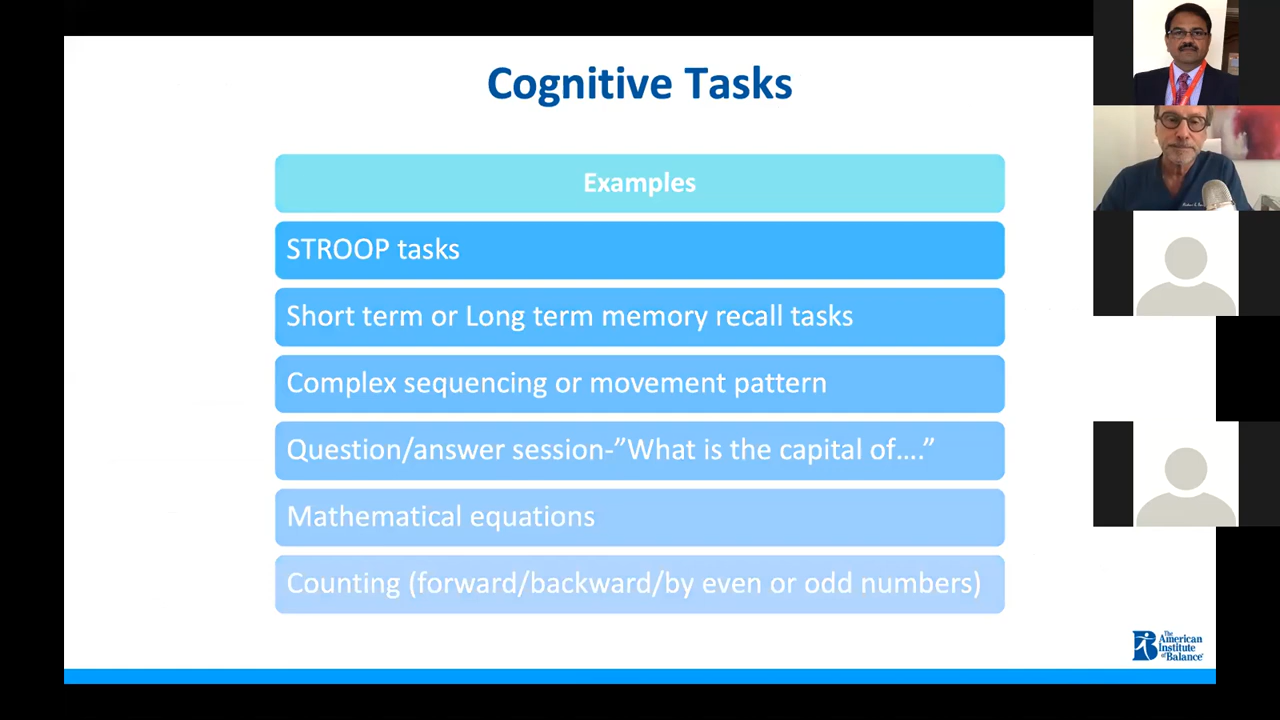 Cognitive Tasks
Examples
STROOP tasks
Short term or Long term memory recall tasks
Complex sequencing or movement pattern
Question/answer session-”What is the capital of….”
Mathematical equations
Counting (forward/backward/by even or odd numbers)
The
American
Institute
of Balance